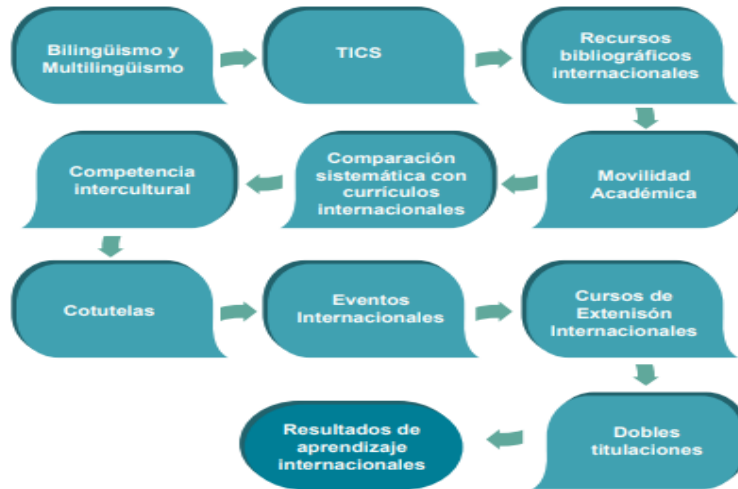 Bilingüismo y
Multilingüismo
TICS
Recursos
bibliográficos
internacionales
Movilidad
Académica
Comparación
sistemática con
currículos
internacionales
Competencia
intercultural
Cotutelas
Eventos
Internacionales
Cursos de
Extenisón
Internacionales
Dobles
titulaciones
Resultados de
aprendizaje
internacionales